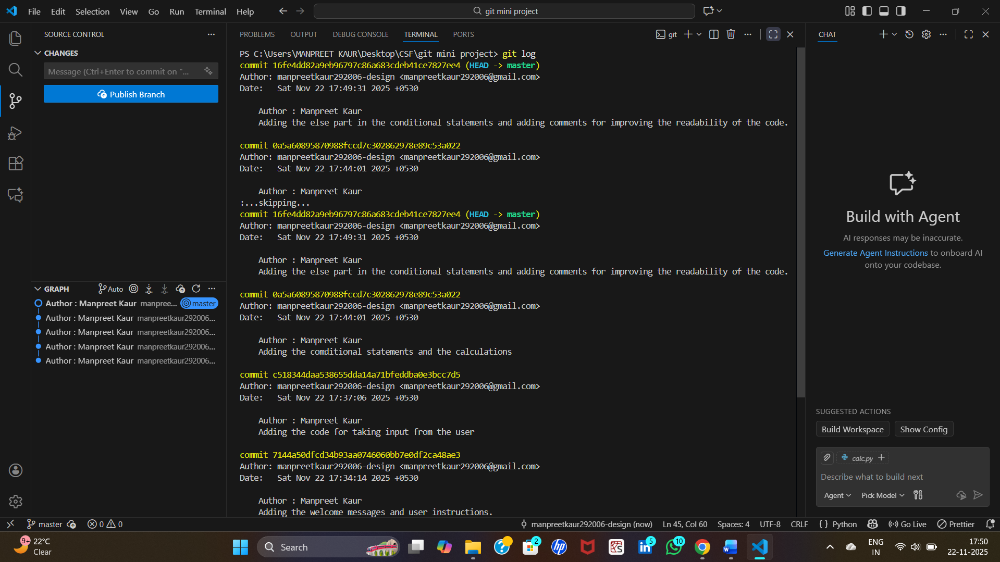 File Edit Selection View Go Run Terminal Help
git mini project
SOURCE CONTROL
CHANGES
Message (Ctrl+Enter to commit on "...
Publish Branch
GRAPH
Auto
Author : Manpreet Kaur manpree... master
Author : Manpreet Kaur manpreetkaur292006...
Author : Manpreet Kaur manpreetkaur292006...
Author : Manpreet Kaur manpreetkaur292006...
Author : Manpreet Kaur manpreetkaur292006...
PROBLEMS OUTPUT DEBUG CONSOLE TERMINAL PORTS
git
PS C:\Users\MANPREET KAUR\Desktop\CSF\git mini project> git log
commit 16fe4dd82a9eb96797c86a683cdeb41ce7827ee4 (HEAD -> master)
Author: manpreetkaur292006-design <manpreetkaur292006@gmail.com>
Date:   Sat Nov 22 17:49:31 2025 +0530
Author : Manpreet Kaur
Adding the else part in the conditional statements and adding comments for improving the readability of the code.
commit 0a5a60895870988fccd7c302862978e89c53a022
Author: manpreetkaur292006-design <manpreetkaur292006@gmail.com>
Date:   Sat Nov 22 17:44:01 2025 +0530
Author : Manpreet Kaur
:...skipping...
commit 16fe4dd82a9eb96797c86a683cdeb41ce7827ee4 (HEAD -> master)
Author: manpreetkaur292006-design <manpreetkaur292006@gmail.com>
Date:   Sat Nov 22 17:49:31 2025 +0530
Author : Manpreet Kaur
Adding the else part in the conditional statements and adding comments for improving the readability of the code.
commit 0a5a60895870988fccd7c302862978e89c53a022
Author: manpreetkaur292006-design <manpreetkaur292006@gmail.com>
Date:   Sat Nov 22 17:44:01 2025 +0530
Author : Manpreet Kaur
Adding the comditional statements and the calculations
commit c518344daa538655dda14a71bfeddba0e3bcc7d5
Author: manpreetkaur292006-design <manpreetkaur292006@gmail.com>
Date:   Sat Nov 22 17:37:06 2025 +0530
Author : Manpreet Kaur
Adding the code for taking input from the user
commit 7144a50dfcd34b93aa0746060bb7e0df2ca48ae3
Author: manpreetkaur292006-design <manpreetkaur292006@gmail.com>
Date:   Sat Nov 22 17:34:14 2025 +0530
Author : Manpreet Kaur
Adding the welcome messages and user instructions.
CHAT
Build with Agent
AI responses may be inaccurate.
Generate Agent Instructions to onboard AI
onto your codebase.
SUGGESTED ACTIONS
Build Workspace Show Config
calc.py
Describe what to build next
Agent Pick Model
master 0 0
manpreetkaur292006-design (now) Ln 45, Col 60 Spaces: 4 UTF-8 CRLF { } Python Go Live Prettier
9+ 22°C
Clear
Search
2
hp
5
10
ENG
IN
17:50
22-11-2025